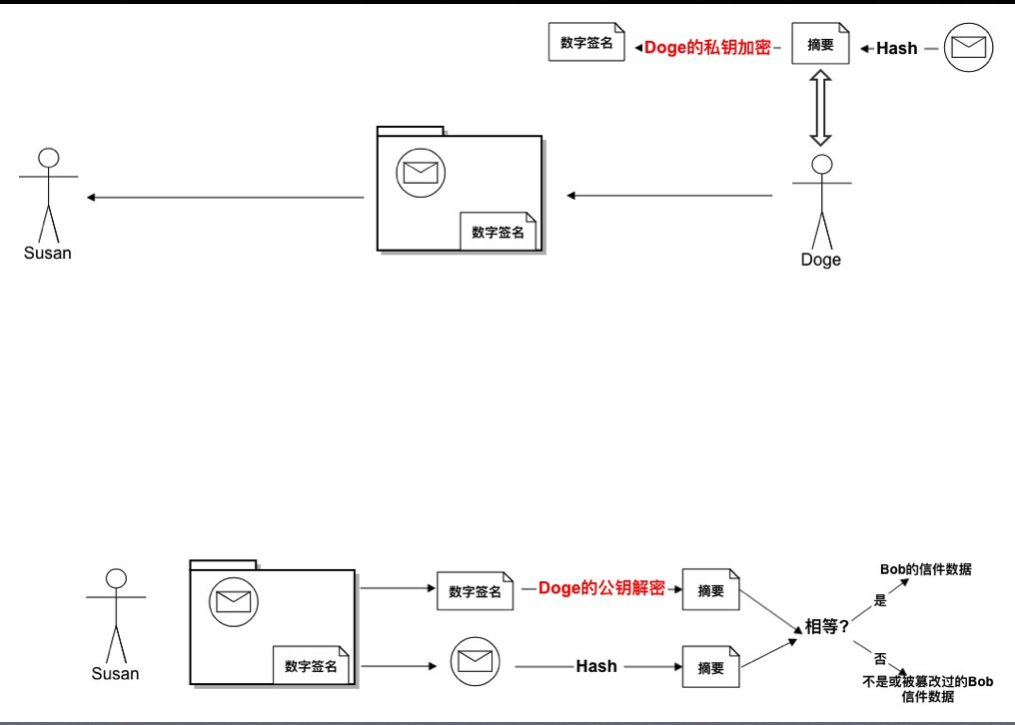 数字签名
Doge的私钥加密
摘要
Hash
数字签名
Susan
Doge
Bob的信件数据
数字签名
Doge的公钥解密
摘要
是
相等?
数字签名
Hash
摘要
否
Susan
不是或被篡改过的Bob
信件数据